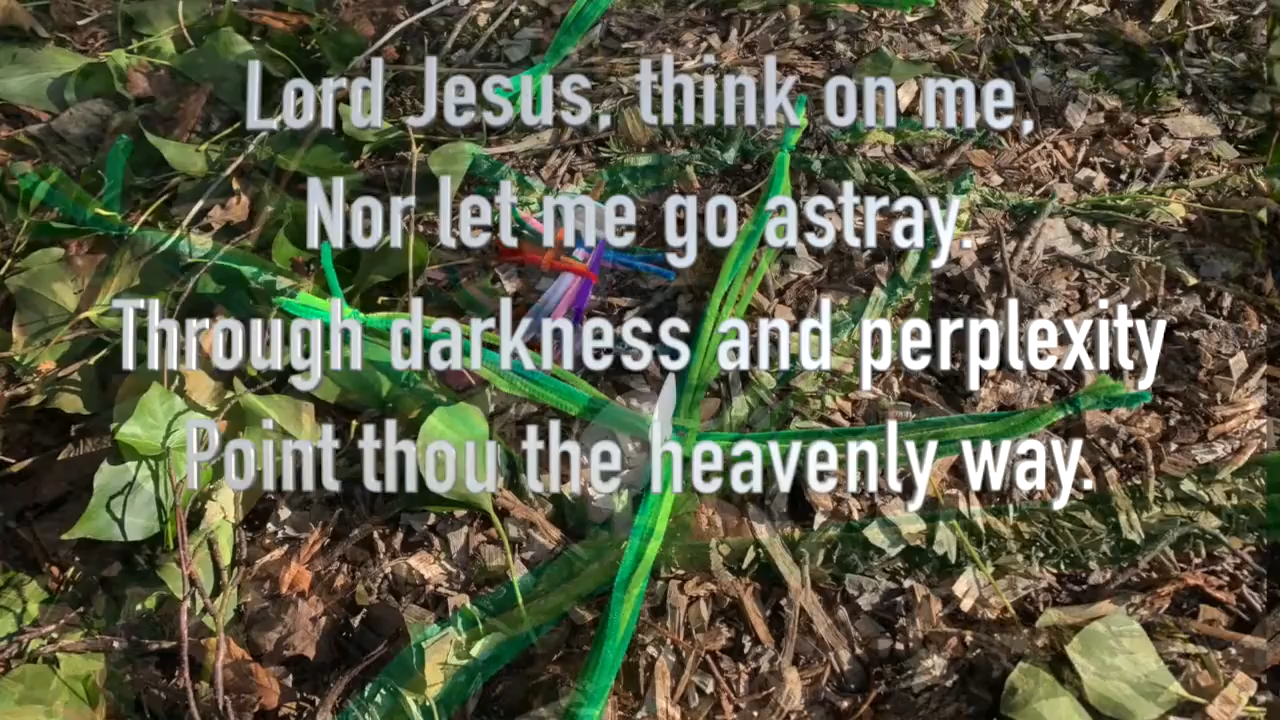 Lord Jesus, think on me,
Nor let me go astray.
Through darkness and perplexity
Point thou the heavenly way.